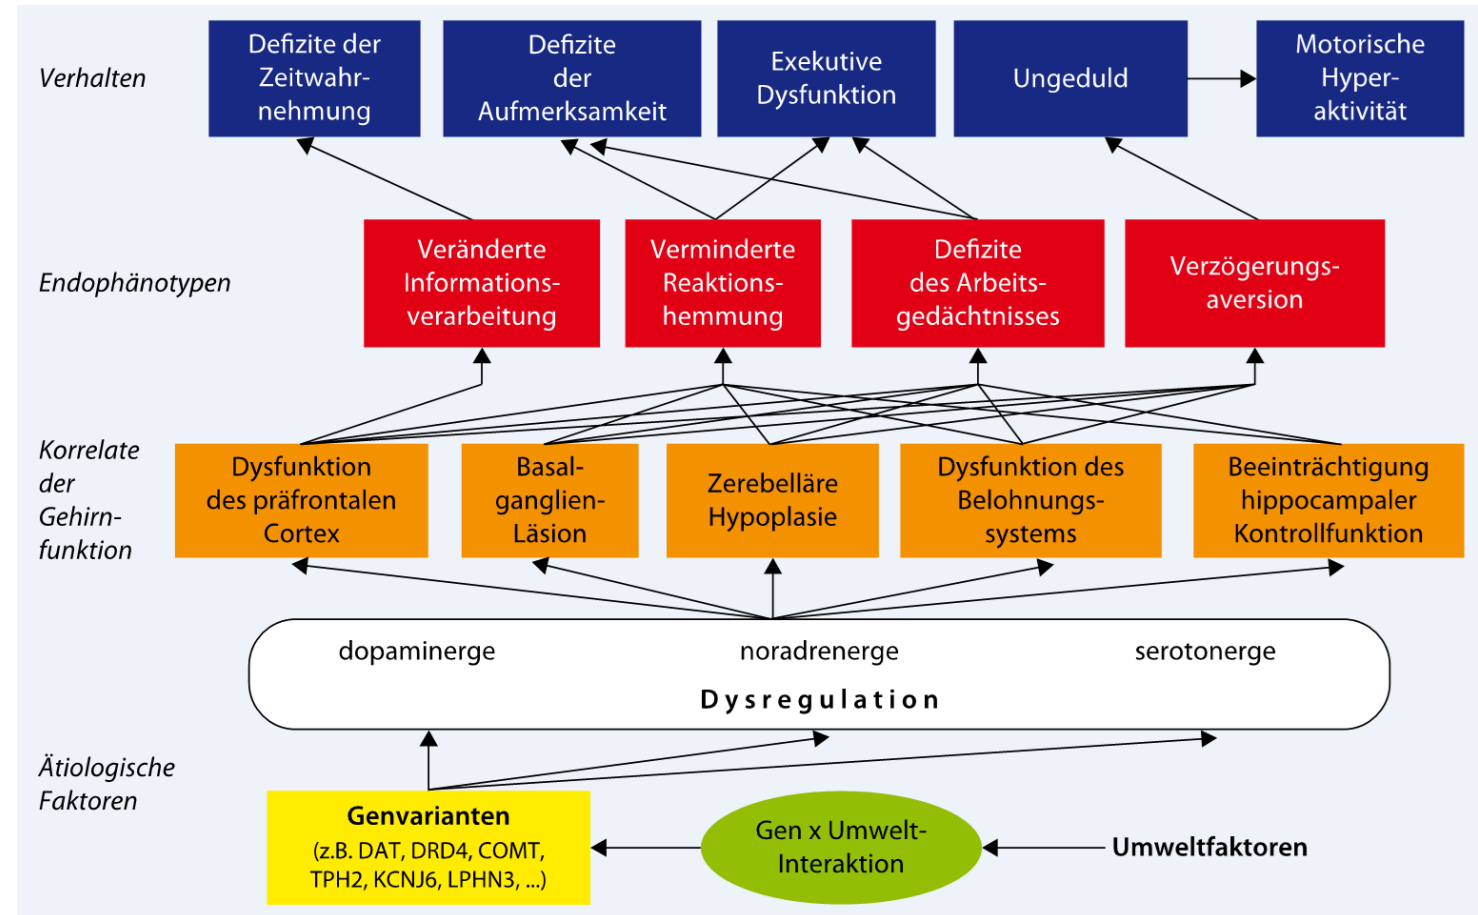 Verhalten
Defizite der
Zeitwahr-
nehmung
Defizite
der
Aufmerksamkeit
Exekutive
Dysfunktion
Ungeduld
Motorische
Hyper-
aktivität
Endophänotypen
Veränderte
Informations-
verarbeitung
Verminderte
Reaktions-
hemmung
Defizite
des Arbeits-
gedächtnisses
Verzögerungs-
aversion
Korrelate
der
Gehirn-
funktion
Dysfunktion
des präfrontalen
Cortex
Basal-
ganglien-
Läsion
Zerebelläre
Hypoplasie
Dysfunktion des
Belohnungs-
systems
Beeinträchtigung
hippocampaler
Kontrollfunktion
dopaminerge noradrenerge serotonerge
Dysregulation
Ätiologische
Faktoren
Genvarianten
(z.B. DAT, DRD4, COMT,
TPH2, KCNJ6, LPHN3, ...)
Gen x Umwelt-
Interaktion
Umweltfaktoren